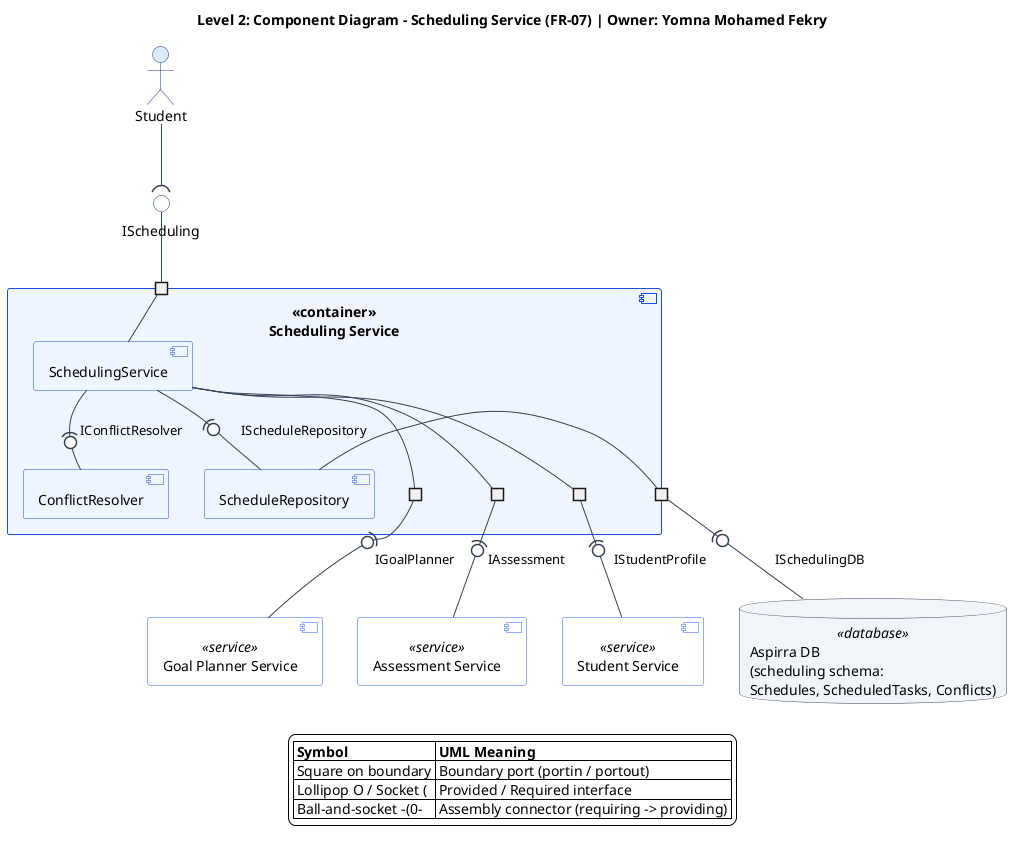 Level 2: Component Diagram - Scheduling Service (FR-07) | Owner: Yomna Mohamed Fekry
Student
IScheduling
«container»
Scheduling Service
SchedulingService
IConflictResolver
IScheduleRepository
ConflictResolver
ScheduleRepository
IGoalPlanner
IAssessment
IStudentProfile
ISchedulingDB
«service»
Goal Planner Service
«service»
Assessment Service
«service»
Student Service
«database»
Aspirra DB
(scheduling schema:
Schedules, ScheduledTasks, Conflicts)
Symbol UML Meaning
Square on boundary Boundary port (portin / portout)
Lollipop O / Socket ( Provided / Required interface
Ball-and-socket -(0- Assembly connector (requiring -> providing)